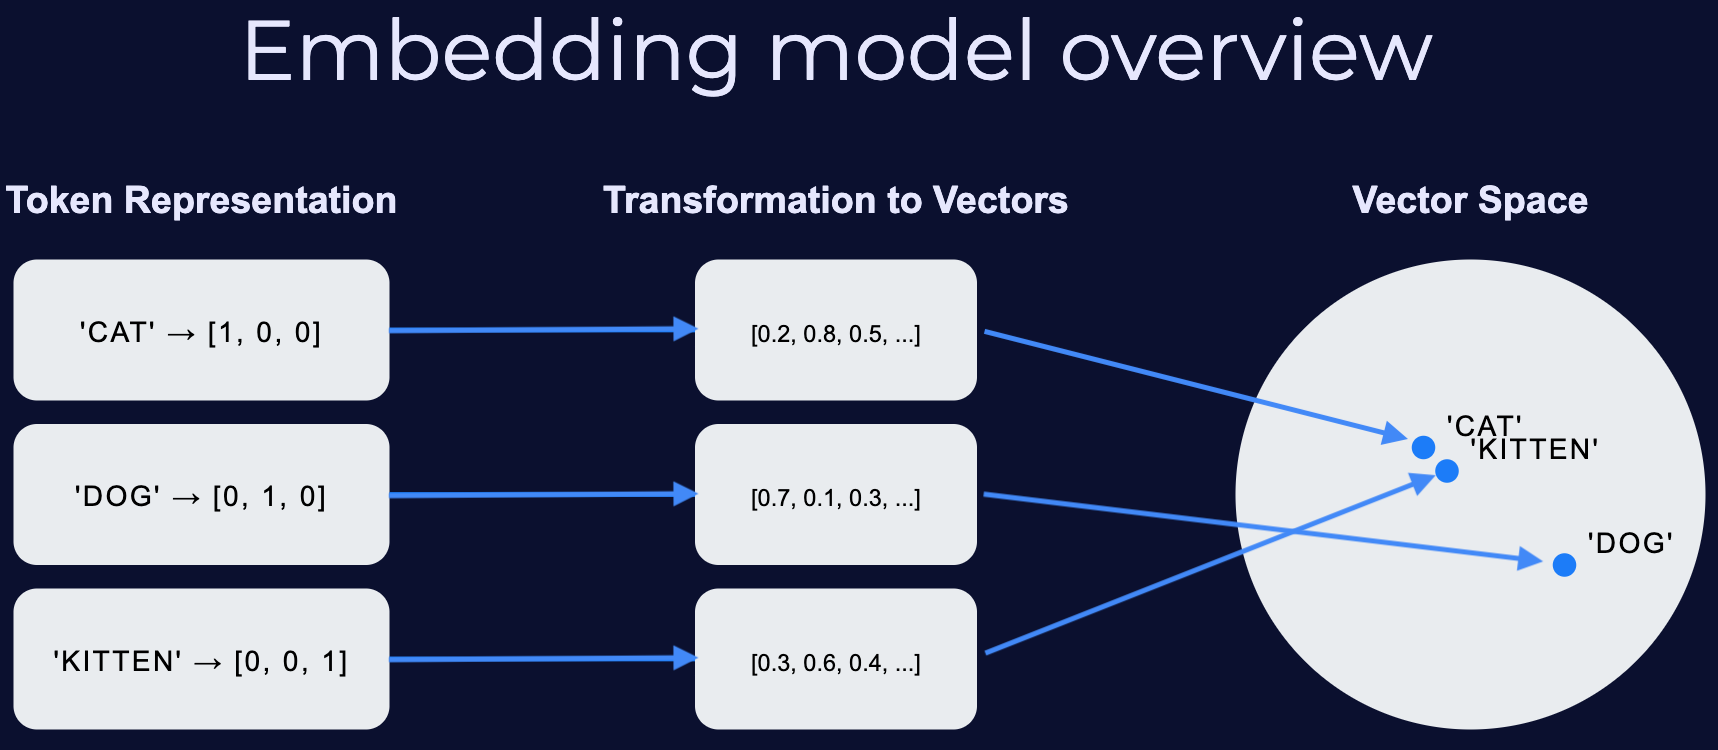 Embedding model overview
Token Representation
Transformation to Vectors
Vector Space
'CAT' → [1, 0, 0]
[0.2, 0.8, 0.5, ...]
'CAT'
'KITTEN'
'DOG' → [0, 1, 0]
[0.7, 0.1, 0.3, ...]
'DOG'
'KITTEN' → [0, 0, 1]
[0.3, 0.6, 0.4, ...]